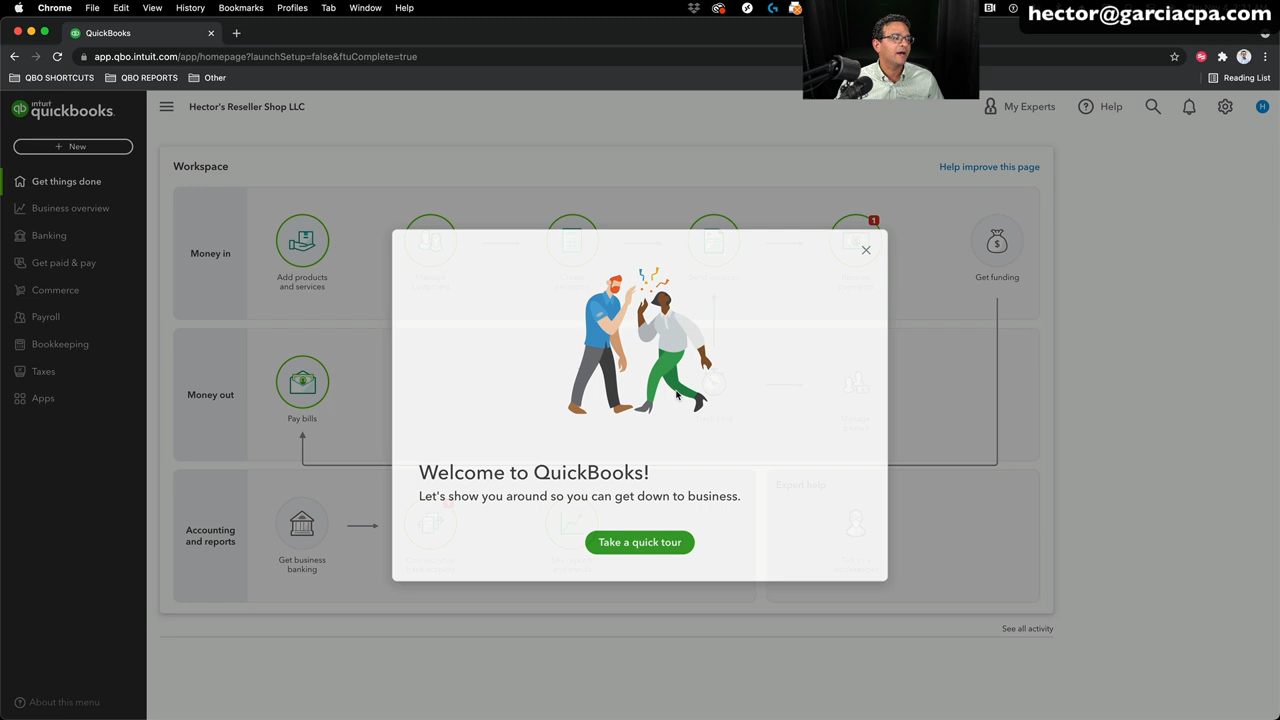 Chrome File Edit View History Bookmarks Profiles Tab Window Help
hector@garciacpa.com
QuickBooks
app.qbo.intuit.com/app/homepage?launchSetup=false&ftuComplete=true
QBO SHORTCUTS QBO REPORTS Other
Reading List
intuit quickbooks.
Hector's Reseller Shop LLC
My Experts Help
H
+ New
Get things done
Business overview
Banking
Get paid & pay
Commerce
Payroll
Bookkeeping
Taxes
Apps
About this menu
Workspace
Help improve this page
Money in
Add products
and services
1
Get funding
Welcome to QuickBooks!
Let's show you around so you can get down to business.
Take a quick tour
Money out
Pay bills
Accounting
and reports
Get business
banking
Expert help
See all activity